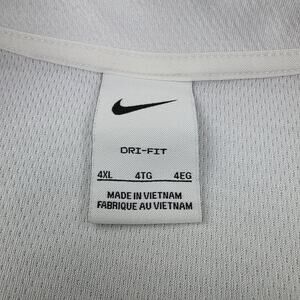 DRI-FIT
4XL 4TG 4EG
MADE IN VIETNAM
FABRIQUE AU VIETNAM